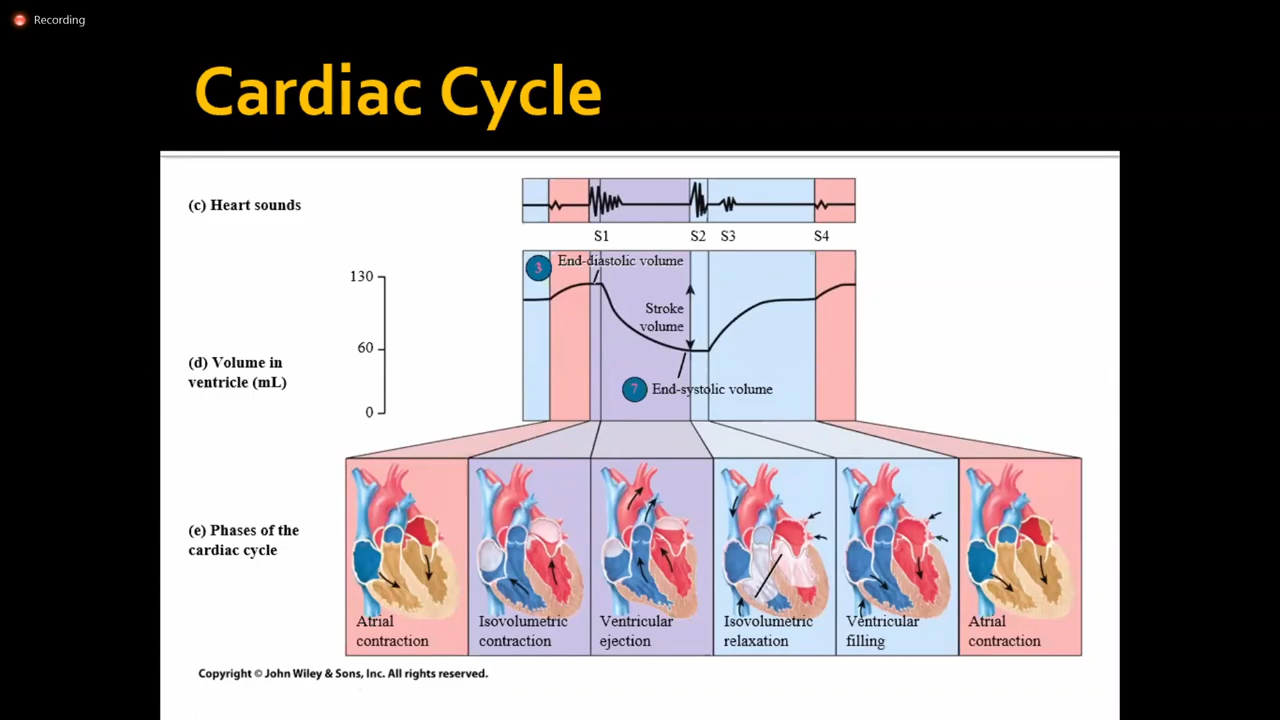 Recording
Cardiac Cycle
(c) Heart sounds
S1 S2 S3 S4
3 End-diastolic volume
130
Stroke
volume
60
(d) Volume in
ventricle (mL)
7 End-systolic volume
0
(e) Phases of the
cardiac cycle
Atrial
contraction
Isovolumetric
contraction
Ventricular
ejection
Isovolumetric
relaxation
Ventricular
filling
Atrial
contraction
Copyright © John Wiley & Sons, Inc. All rights reserved.